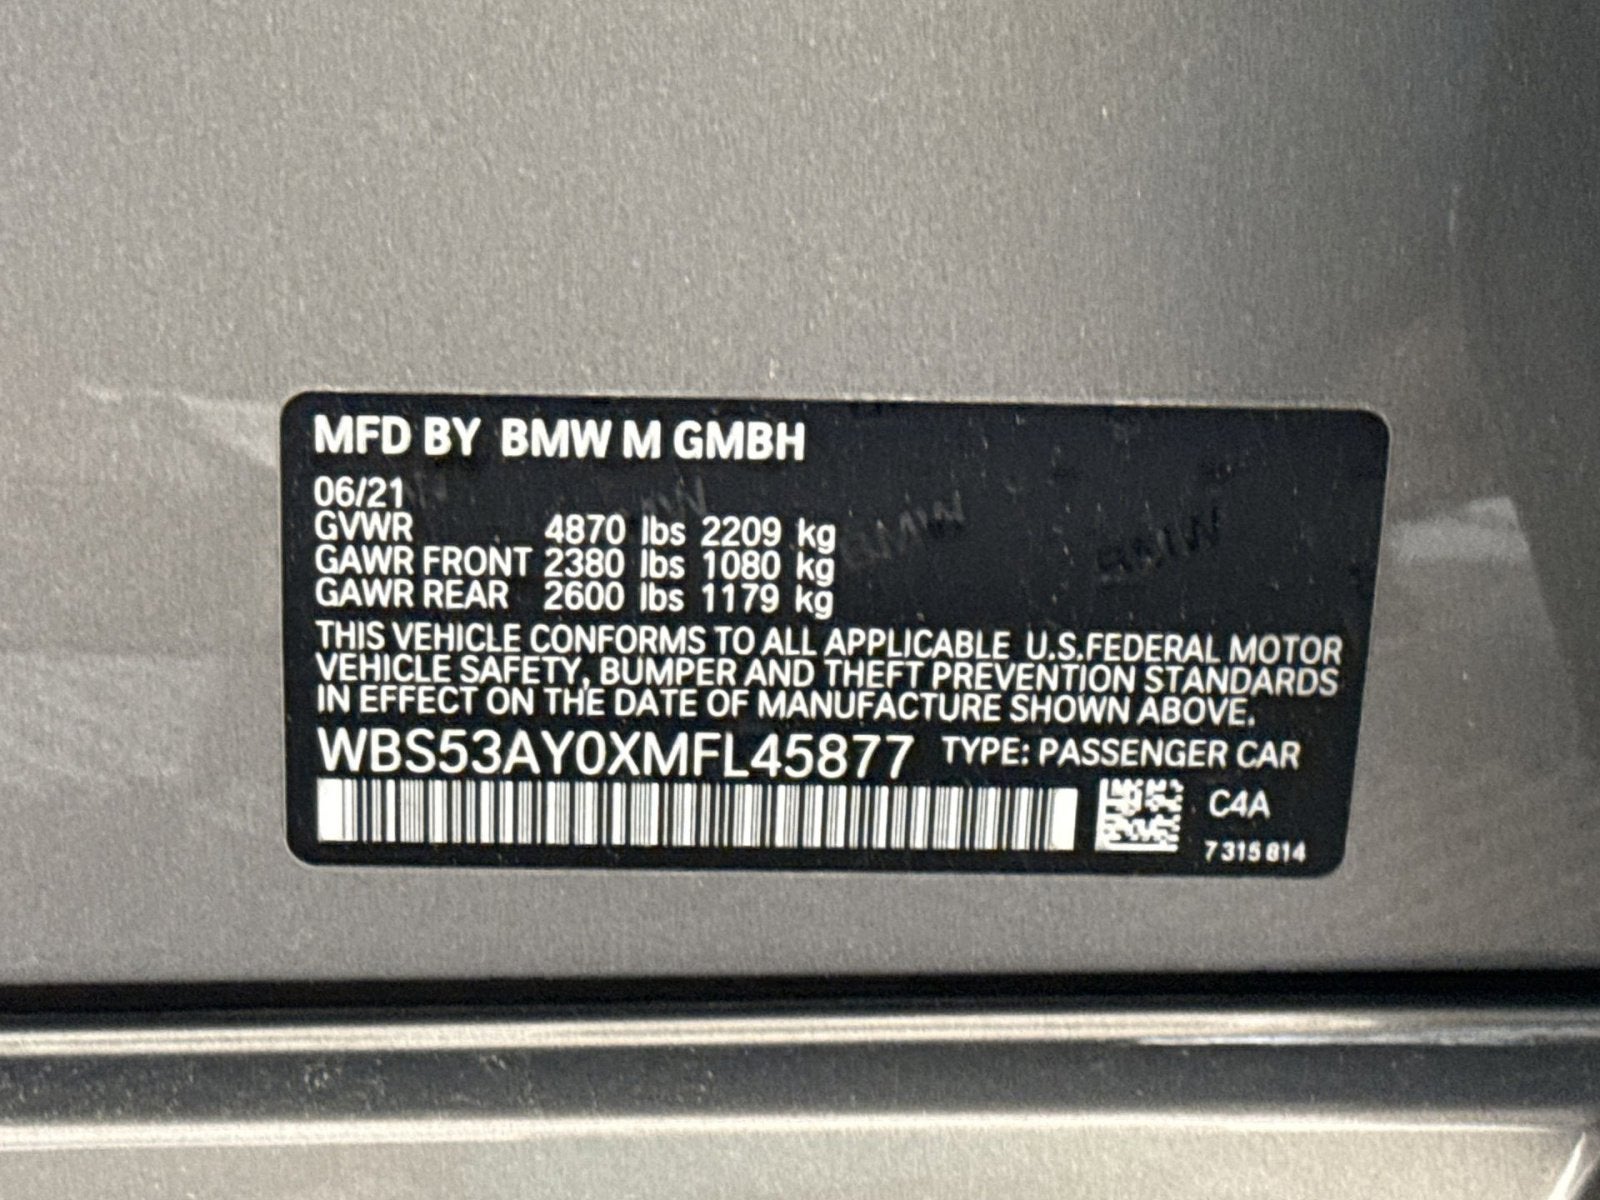 MFD BY BMW M GMBH
06/21
GVWR 4870 lbs 2209 kg
GAWR FRONT 2380 lbs 1080 kg
GAWR REAR 2600 lbs 1179 kg
THIS VEHICLE CONFORMS TO ALL APPLICABLE U.S.FEDERAL MOTOR
VEHICLE SAFETY, BUMPER AND THEFT PREVENTION STANDARDS
IN EFFECT ON THE DATE OF MANUFACTURE SHOWN ABOVE.
WBS53AY0XMFL45877 TYPE: PASSENGER CAR
C4A
7 315 814
BMW
BMW